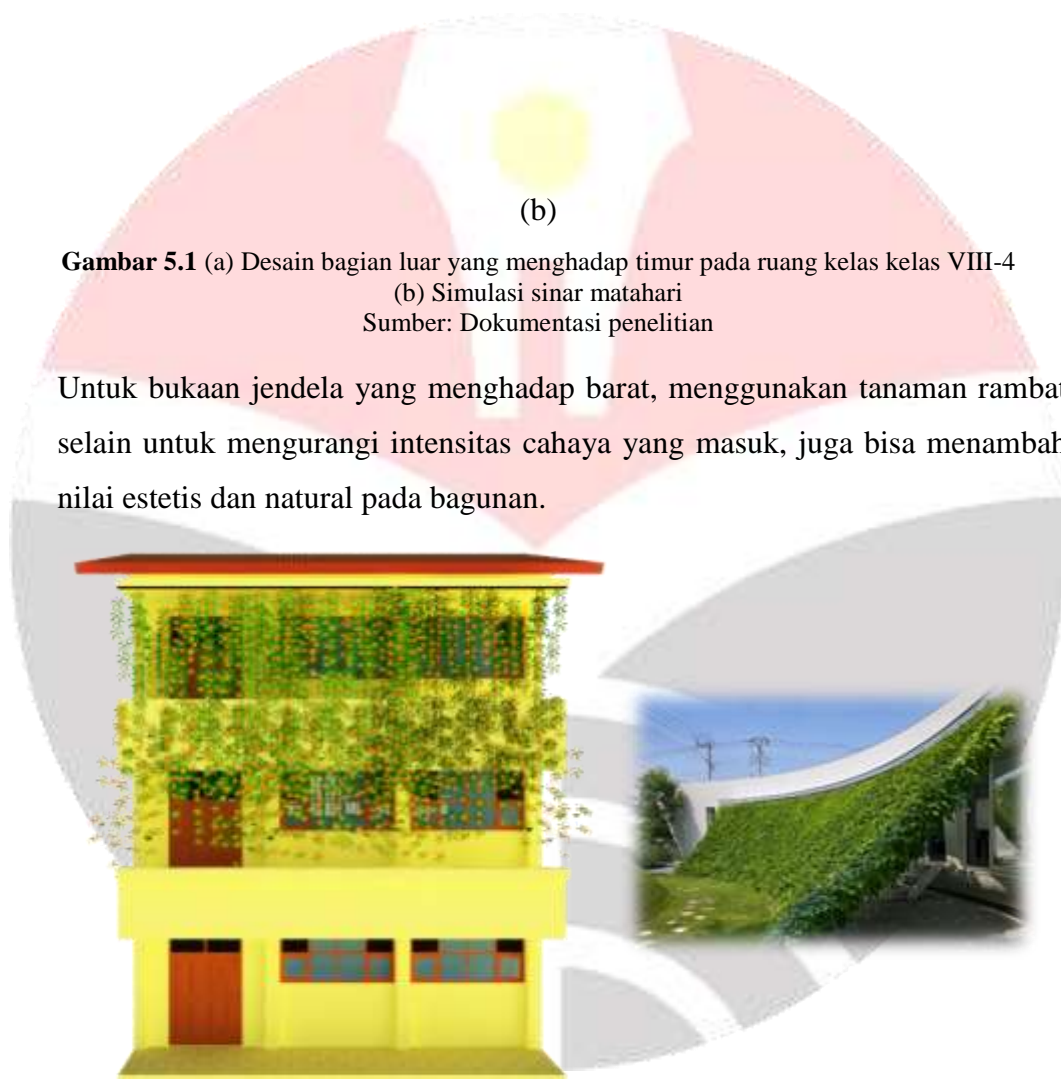 (b)
Gambar 5.1 (a) Desain bagian luar yang menghadap timur pada ruang kelas kelas VIII-4
(b) Simulasi sinar matahari
Sumber: Dokumentasi penelitian
Untuk bukaan jendela yang menghadap barat, menggunakan tanaman rambat
selain untuk mengurangi intensitas cahaya yang masuk, juga bisa menambah
nilai estetis dan natural pada bagunan.